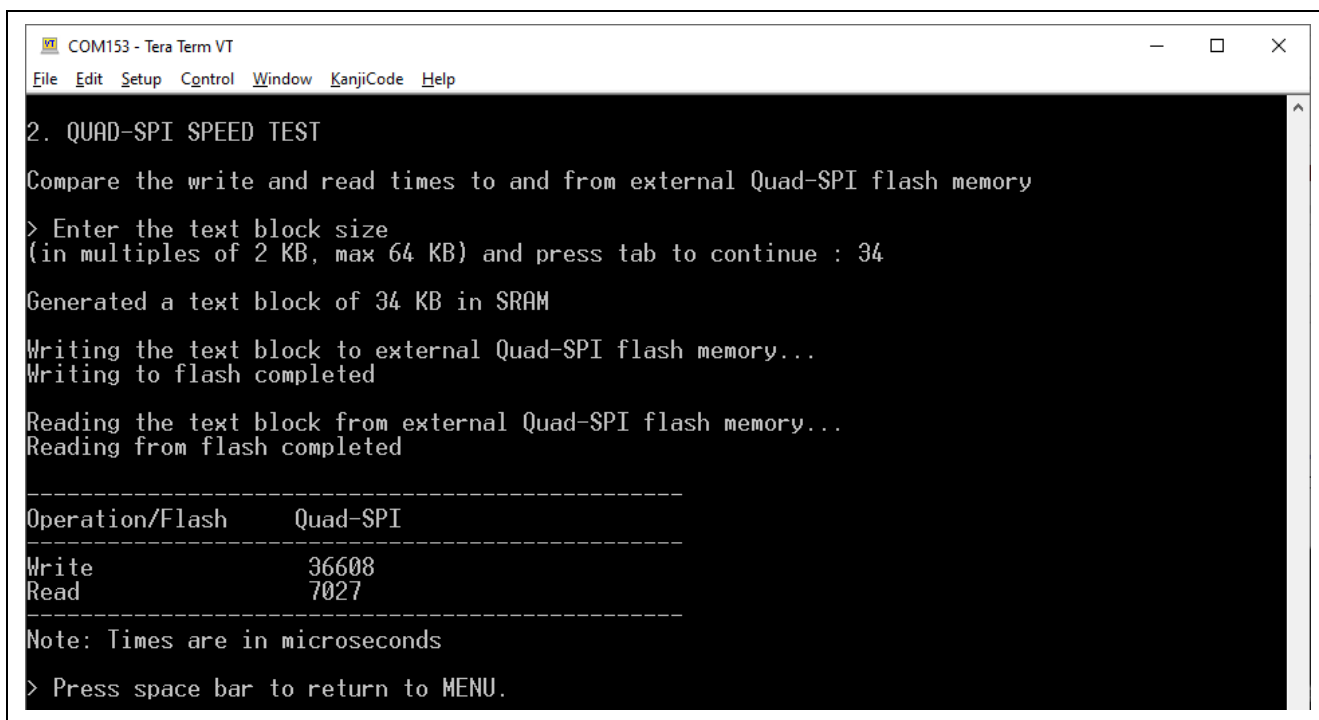 VT COM153 - Tera Term VT
File Edit Setup Control Window KanjiCode Help
2. QUAD-SPI SPEED TEST
Compare the write and read times to and from external Quad-SPI flash memory
> Enter the text block size
(in multiples of 2 KB, max 64 KB) and press tab to continue : 34
Generated a text block of 34 KB in SRAM
Writing the text block to external Quad-SPI flash memory...
Writing to flash completed
Reading the text block from external Quad-SPI flash memory...
Reading from flash completed
-------------------------------------------------
Operation/Flash     Quad-SPI
-------------------------------------------------
Write                36608
Read                 7027
-------------------------------------------------
Note: Times are in microseconds
> Press space bar to return to MENU.